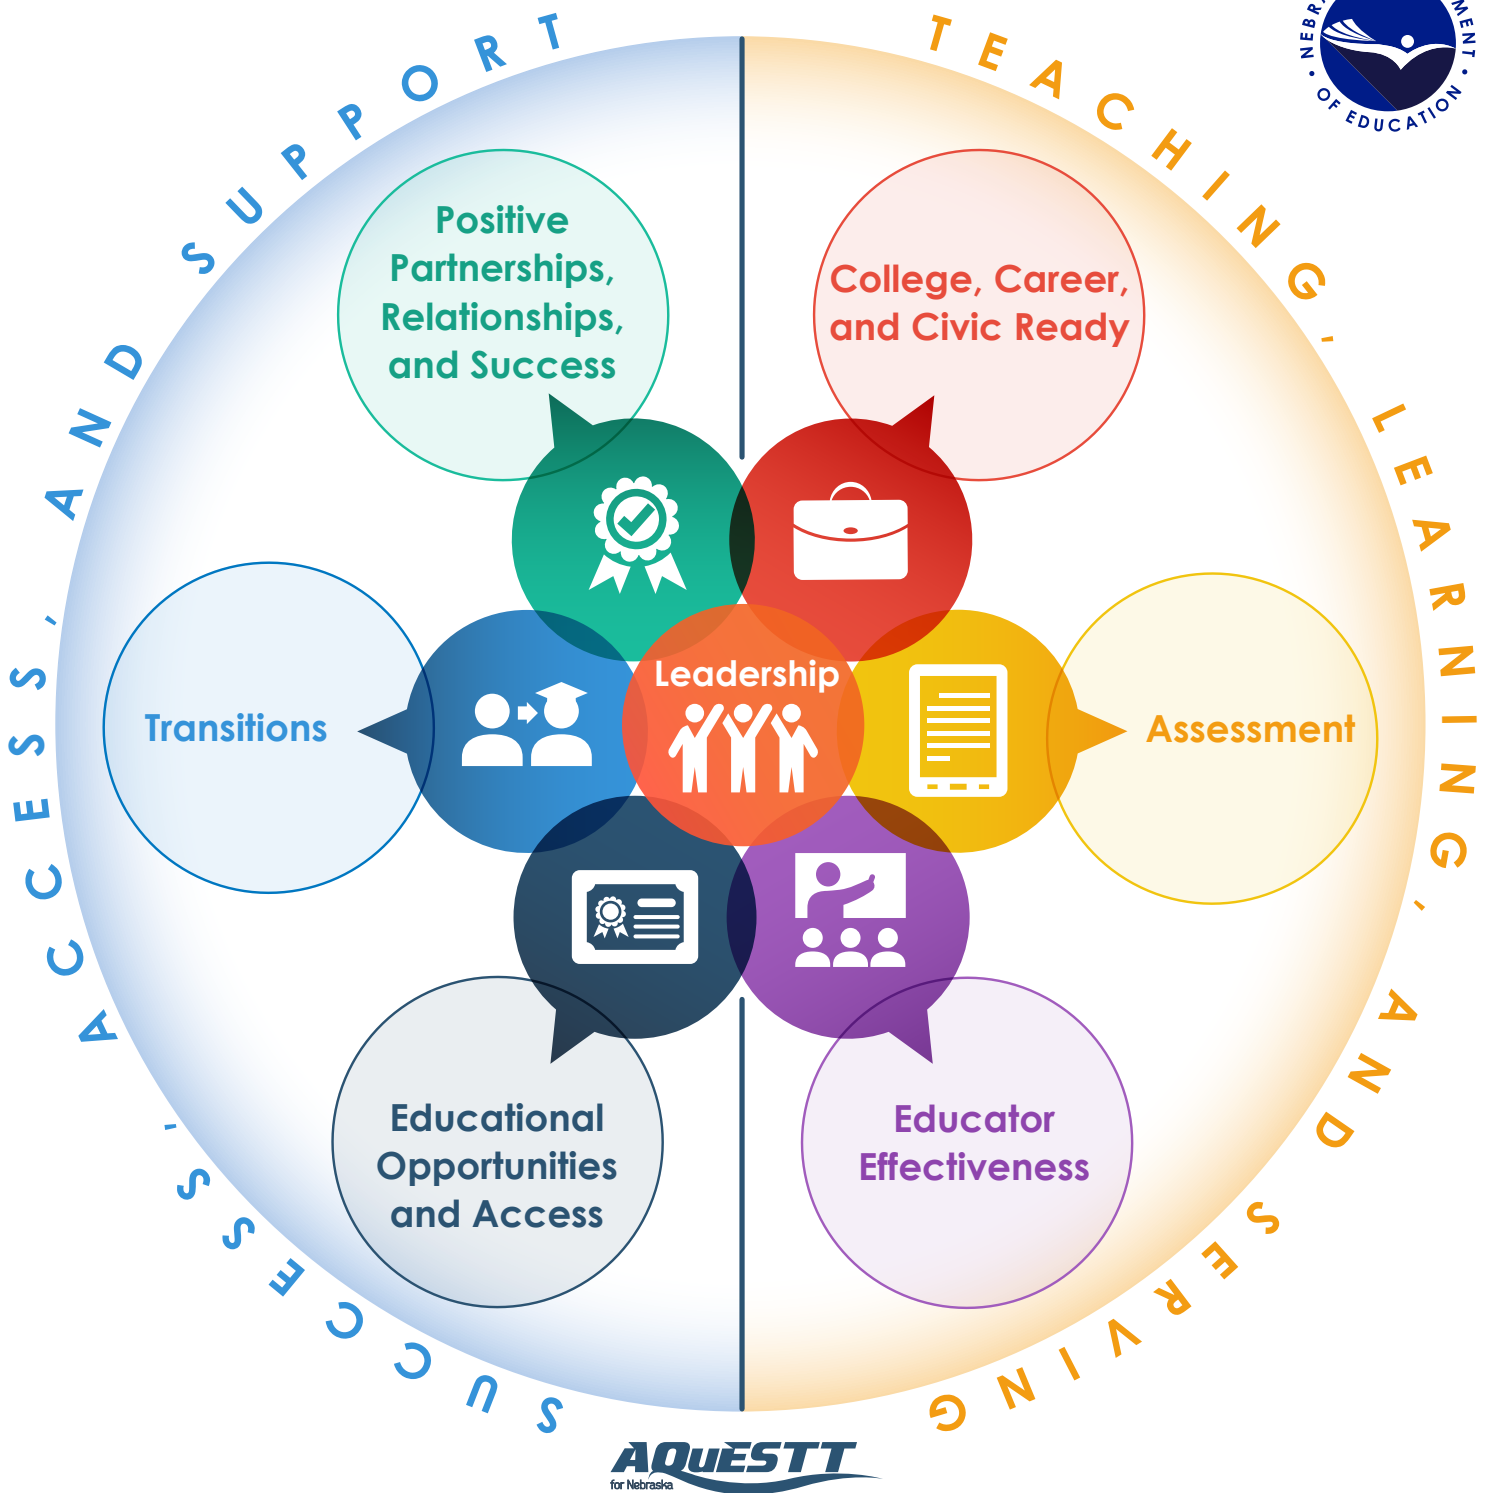 SUCCESS, ACCESS, AND SUPPORT
TEACHING, LEARNING, AND SERVING
OF EDUCATION
Positive
Partnerships,
Relationships,
and Success
College, Career,
and Civic Ready
Leadership
Transitions
Assessment
Educational
Opportunities
and Access
Educator
Effectiveness
AQuESTT
for Nebraska